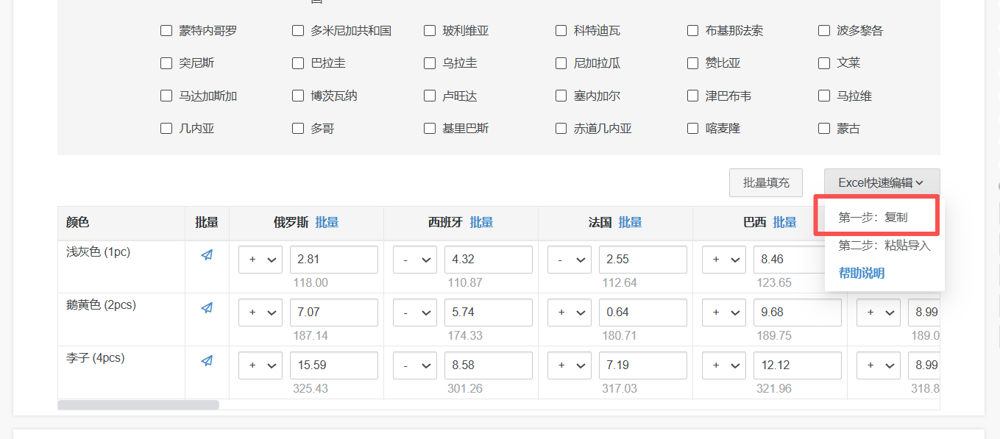 蒙特内哥罗 多米尼加共和国 玻利维亚 科特迪瓦 布基那法索 波多黎各
突尼斯 巴拉圭 乌拉圭 尼加拉瓜 赞比亚 文莱
马达加斯加 博茨瓦纳 卢旺达 塞内加尔 津巴布韦 马拉维
几内亚 多哥 基里巴斯 赤道几内亚 喀麦隆 蒙古
批量填充 Excel快速编辑
颜色 批量 俄罗斯 批量 西班牙 批量 法国 批量 巴西 批量
第一步：复制
第二步：粘贴导入
帮助说明
浅灰色 (1pc) + 2.81 - 4.32 - 2.55 + 8.46
118.00 110.87 112.64 123.65
鹅黄色 (2pcs) + 7.07 - 5.74 + 0.64 + 9.68 + 8.99
187.14 174.33 180.71 189.75 189.0
李子 (4pcs) + 15.59 - 8.58 + 7.19 + 12.12 + 8.99
325.43 301.26 317.03 321.96 318.8